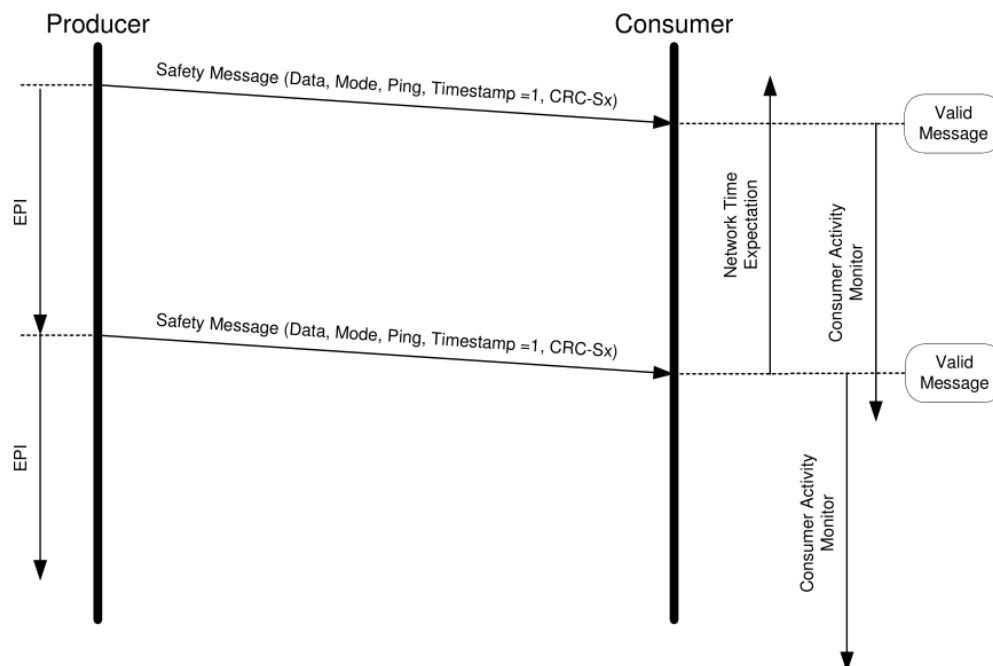 Producer
Consumer
Safety Message (Data, Mode, Ping, Timestamp =1, CRC-Sx)
Valid
Message
EPI
Network Time
Expectation
Consumer Activity
Monitor
Safety Message (Data, Mode, Ping, Timestamp =1, CRC-Sx)
Valid
Message
EPI
Consumer Activity
Monitor